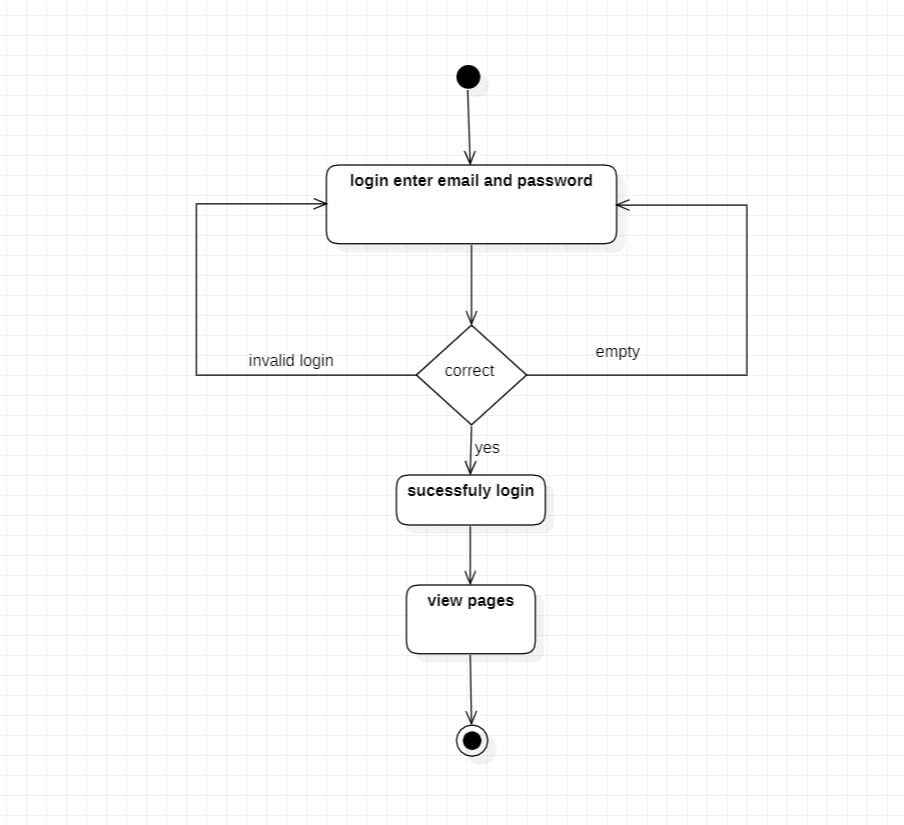 login enter email and password
invalid login
correct
empty
yes
sucessfuly login
view pages